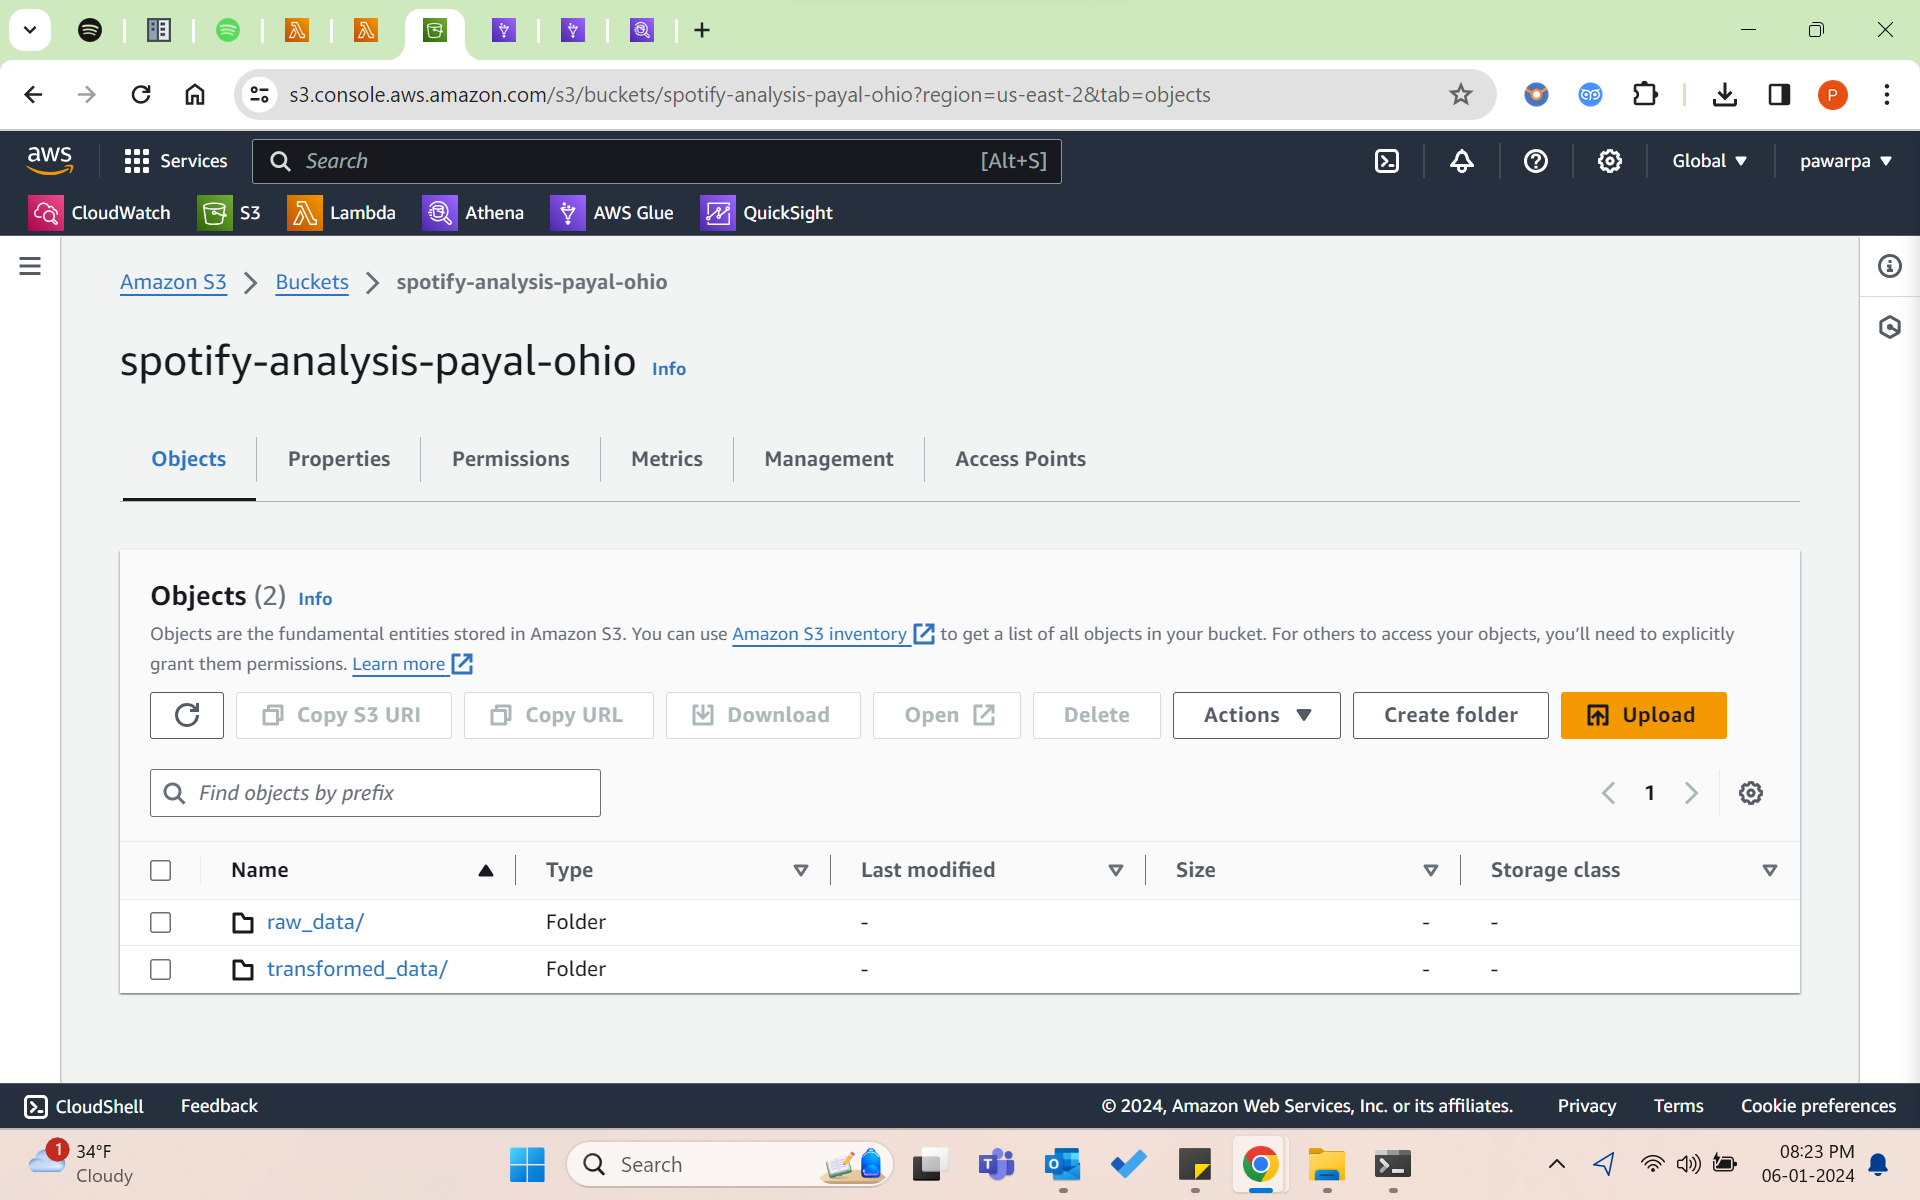 s3.console.aws.amazon.com/s3/buckets/spotify-analysis-payal-ohio?region=us-east-2&tab=objects
P
aws
Services
Search
[Alt+S]
Global
pawarpa
CloudWatch
S3
Lambda
Athena
AWS Glue
QuickSight
Amazon S3
Buckets
spotify-analysis-payal-ohio
spotify-analysis-payal-ohio Info
Objects
Properties
Permissions
Metrics
Management
Access Points
Objects (2) Info
Objects are the fundamental entities stored in Amazon S3. You can use Amazon S3 inventory to get a list of all objects in your bucket. For others to access your objects, you'll need to explicitly
grant them permissions. Learn more
Copy S3 URI
Copy URL
Download
Open
Delete
Actions
Create folder
Upload
Find objects by prefix
1
Name
Type
Last modified
Size
Storage class
raw_data/ Folder - - -
transformed_data/ Folder - - -
CloudShell
Feedback
© 2024, Amazon Web Services, Inc. or its affiliates.
Privacy
Terms
Cookie preferences
1
34°F
Cloudy
Search
08:23 PM
06-01-2024